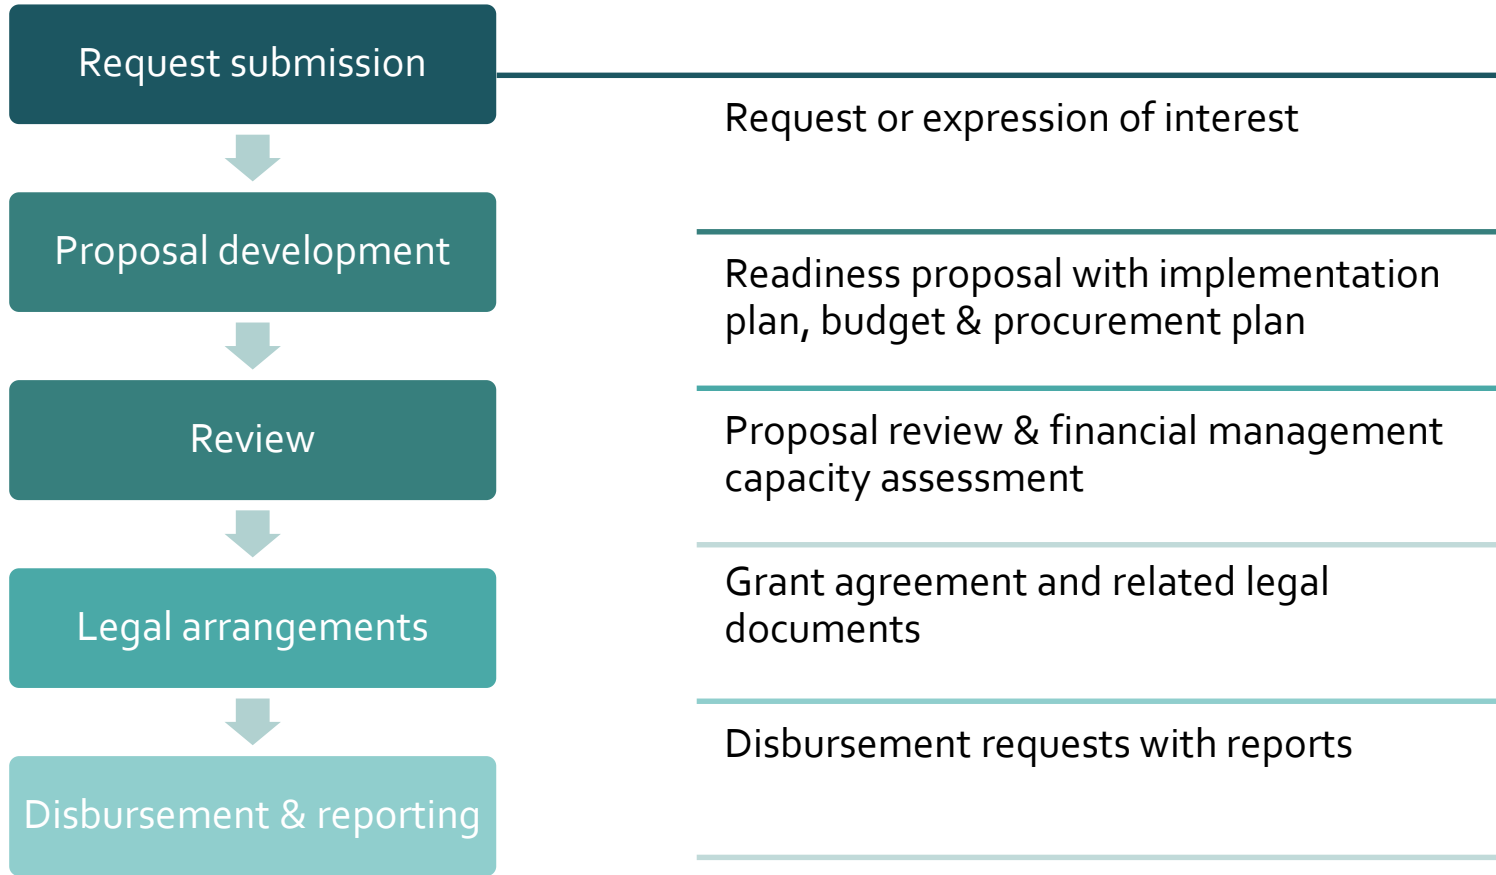 Request submission
Request or expression of interest
Proposal development
Readiness proposal with implementation
plan, budget & procurement plan
Review
Proposal review & financial management
capacity assessment
Legal arrangements
Grant agreement and related legal
documents
Disbursement & reporting
Disbursement requests with reports